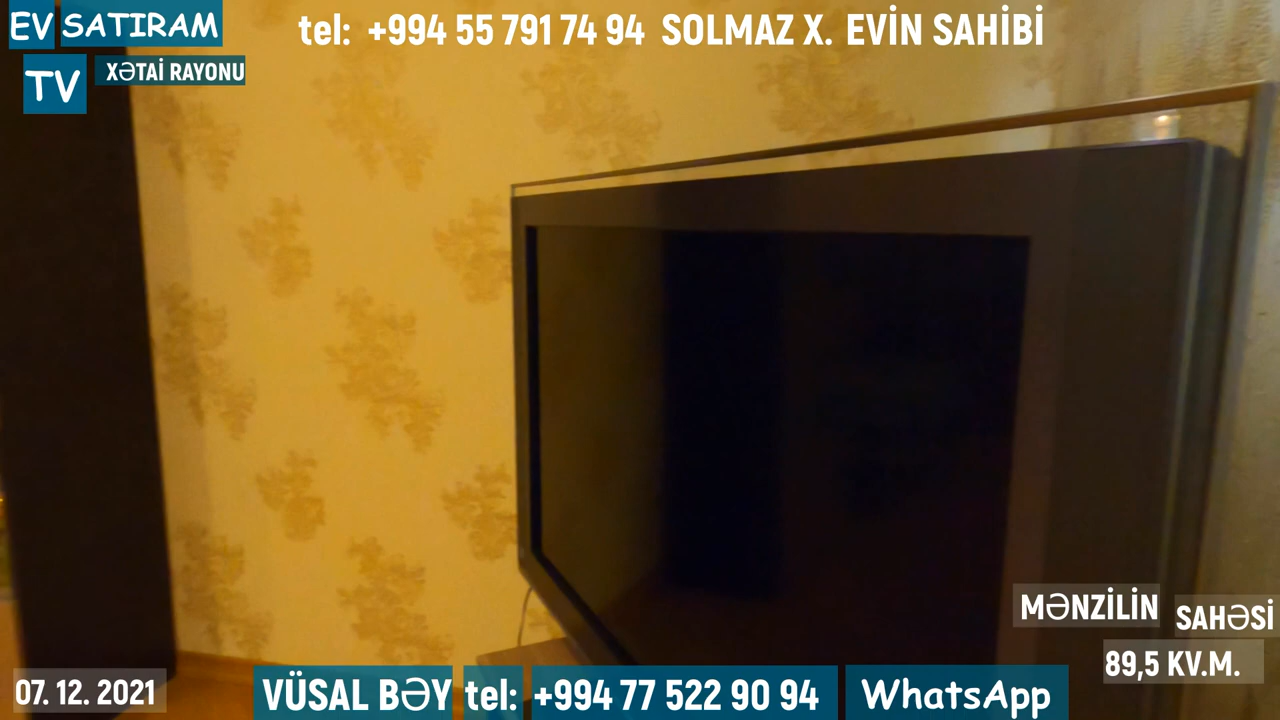 EV SATIRAM
TV
XƏTAİ RAYONU
tel: +994 55 791 74 94 SOLMAZ X. EVİN SAHİBİ
MƏNZİLİN SAHƏSİ
89,5 KV.M.
07. 12. 2021
VÜSAL BƏY tel: +994 77 522 90 94 WhatsApp